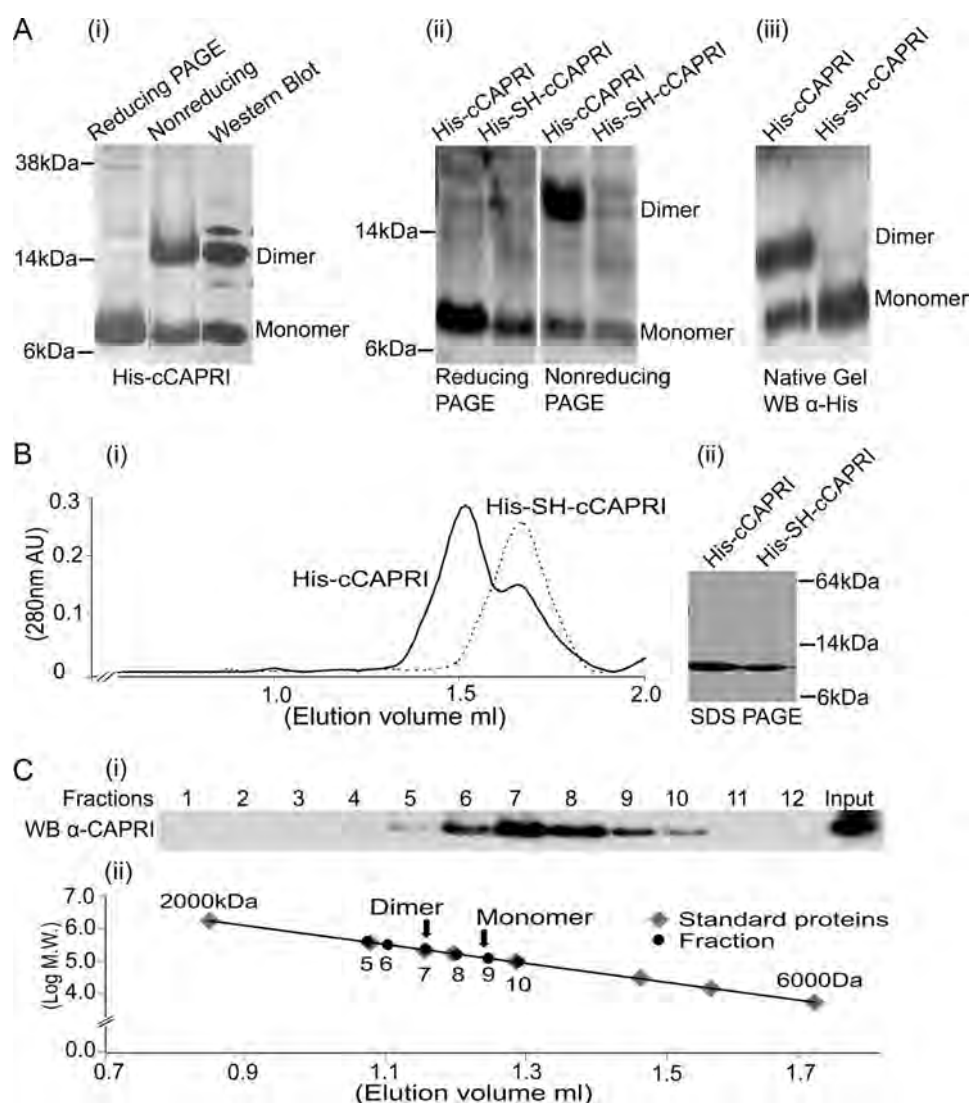 A
(i)
Reducing PAGE
Nonreducing
Western Blot
38kDa
14kDa
6kDa
Dimer
Monomer
His-cCAPRI
(ii)
His-cCAPRI
His-SH-cCAPRI
His-cCAPRI
His-SH-cCAPRI
14kDa
6kDa
Dimer
Monomer
Reducing
PAGE
Nonreducing
PAGE
(iii)
His-cCAPRI
His-sh-cCAPRI
Dimer
Monomer
Native Gel
WB α-His
B
(i)
0.3
0.2
0.1
0
(280nm AU)
His-cCAPRI
His-SH-cCAPRI
1.0 1.5 2.0
(Elution volume ml)
(ii)
His-cCAPRI
His-SH-cCAPRI
64kDa
14kDa
6kDa
SDS PAGE
C
(i)
Fractions 1 2 3 4 5 6 7 8 9 10 11 12 Input
WB α-CAPRI
(ii)
7.0
6.0
5.0
4.0
0.0
(Log M.W.)
2000kDa
Dimer
Monomer
Standard proteins
Fraction
5 6 7 8 9 10
6000Da
0.7 0.9 1.1 1.3 1.5 1.7
(Elution volume ml)